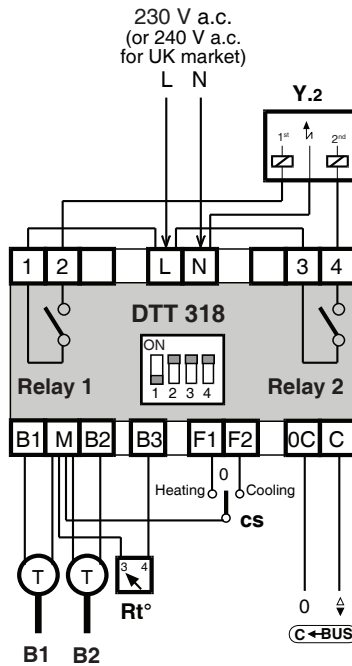 230 V a.c.
(or 240 V a.c.
for UK market)
L N
Y.2
1st 2nd
1 2 L N 3 4
DTT 318
ON
1 2 3 4
Relay 1 Relay 2
B1 M B2 B3 F1 F2 0C C
0
Heating Cooling
cs
T T
3 4
Rt°
0
C BUS
B1 B2